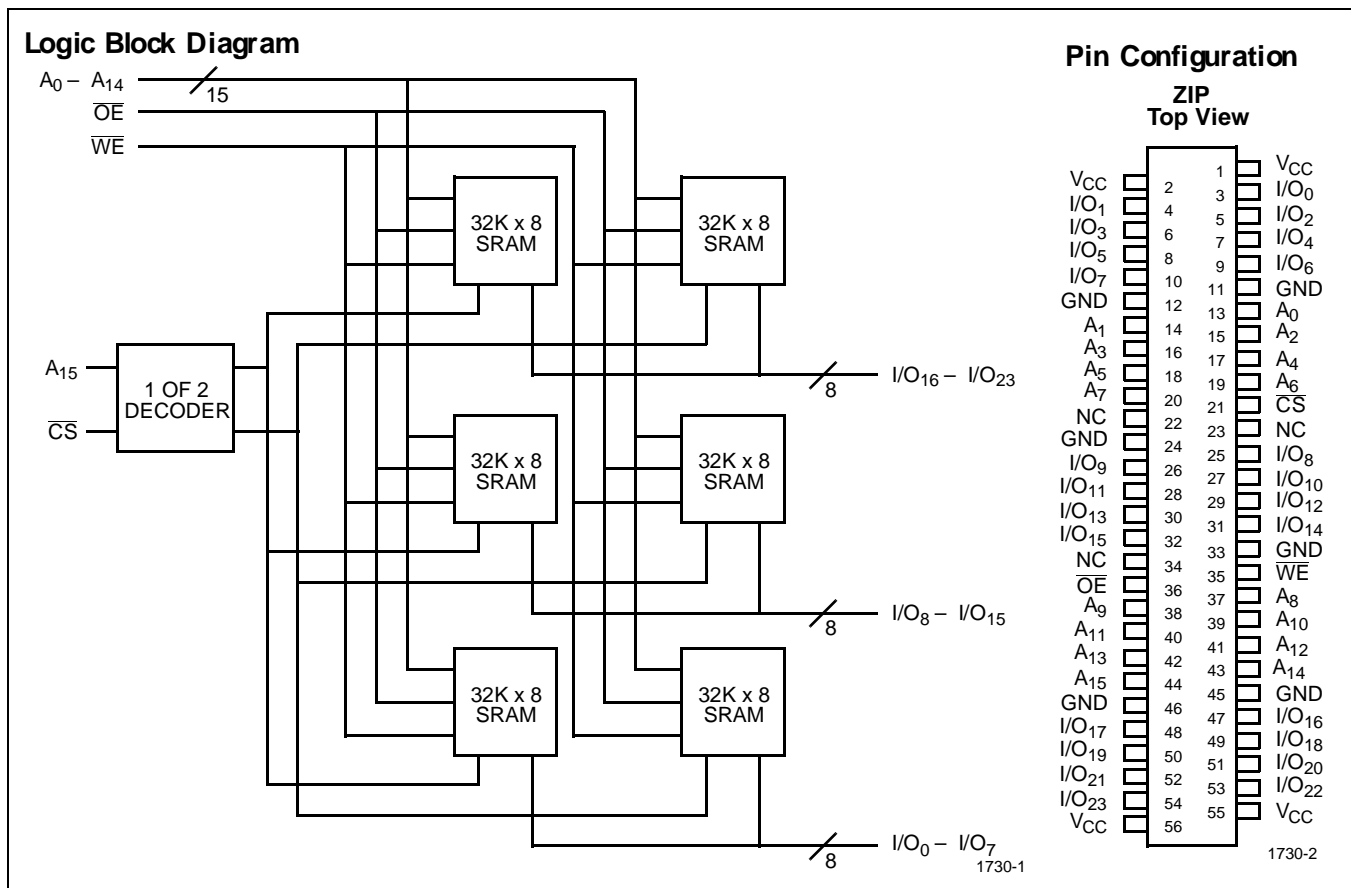 Logic Block Diagram
A0 – A14
15
OE
WE
32K x 8
SRAM
32K x 8
SRAM
A15
CS
1 OF 2
DECODER
8
I/O16 – I/O23
32K x 8
SRAM
32K x 8
SRAM
8
I/O8 – I/O15
32K x 8
SRAM
32K x 8
SRAM
8
I/O0 – I/O7
1730-1
Pin Configuration
ZIP
Top View
1 VCC
VCC 2
3 I/O0
I/O1 4
5 I/O2
I/O3 6
7 I/O4
I/O5 8
9 I/O6
I/O7 10
11 GND
GND 12
13 A0
A1 14
15 A2
A3 16
17 A4
A5 18
19 A6
A7 20
21 CS
NC 22
23 NC
GND 24
25 I/O8
I/O9 26
27 I/O10
I/O11 28
29 I/O12
I/O13 30
31 I/O14
I/O15 32
33 GND
NC 34
35 WE
OE 36
37 A8
A9 38
39 A10
A11 40
41 A12
A13 42
43 A14
A15 44
45 GND
GND 46
47 I/O16
I/O17 48
49 I/O18
I/O19 50
51 I/O20
I/O21 52
53 I/O22
I/O23 54
55 VCC
VCC 56
1730-2